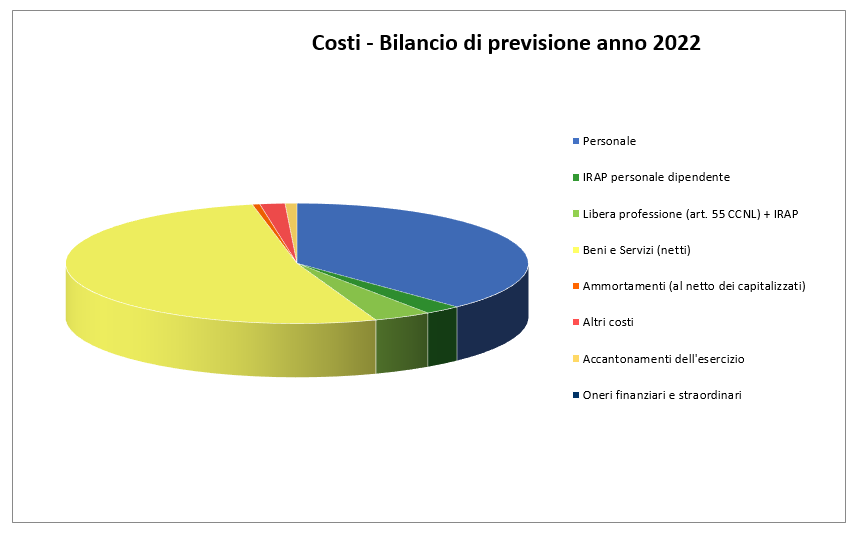 Costi - Bilancio di previsione anno 2022
Personale
IRAP personale dipendente
Libera professione (art. 55 CCNL) + IRAP
Beni e Servizi (netti)
Ammortamenti (al netto dei capitalizzati)
Altri costi
Accantonamenti dell'esercizio
Oneri finanziari e straordinari